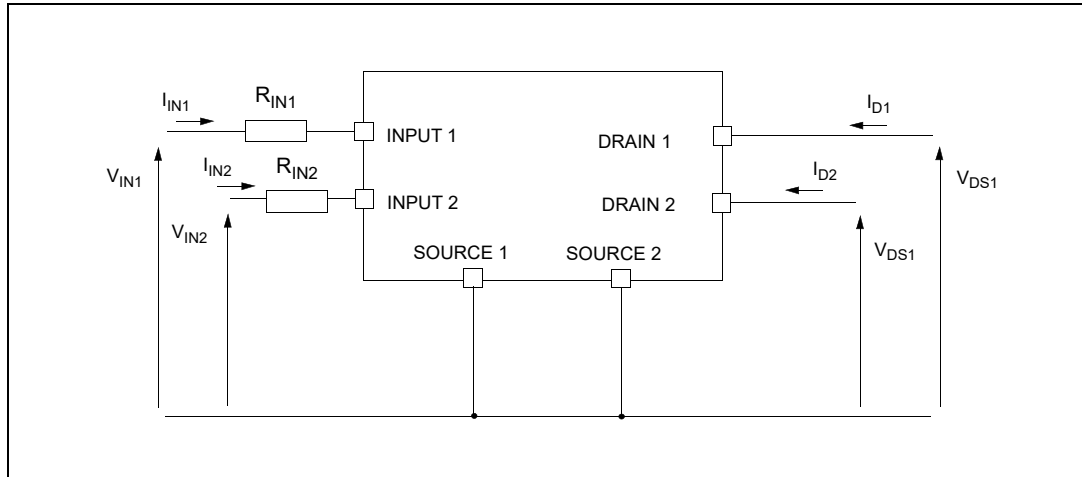 I_IN1
R_IN1
INPUT 1
DRAIN 1
I_D1
V_IN1
I_IN2
R_IN2
INPUT 2
DRAIN 2
I_D2
V_DS1
V_IN2
V_DS1
SOURCE 1
SOURCE 2